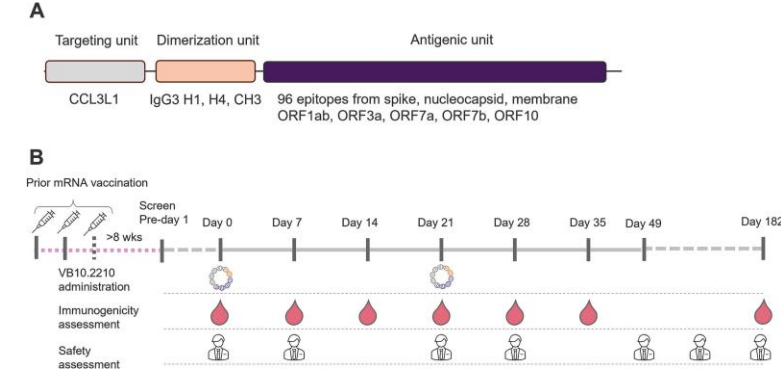 A
Targeting unit Dimerization unit Antigenic unit
CCL3L1 IgG3 H1, H4, CH3 96 epitopes from spike, nucleocapsid, membrane
ORF1ab, ORF3a, ORF7a, ORF7b, ORF10
B
Prior mRNA vaccination
Screen
Pre-day 1 Day 0 Day 7 Day 14 Day 21 Day 28 Day 35 Day 49 Day 182
>8 wks
VB10.2210
administration
Immunogenicity
assessment
Safety
assessment